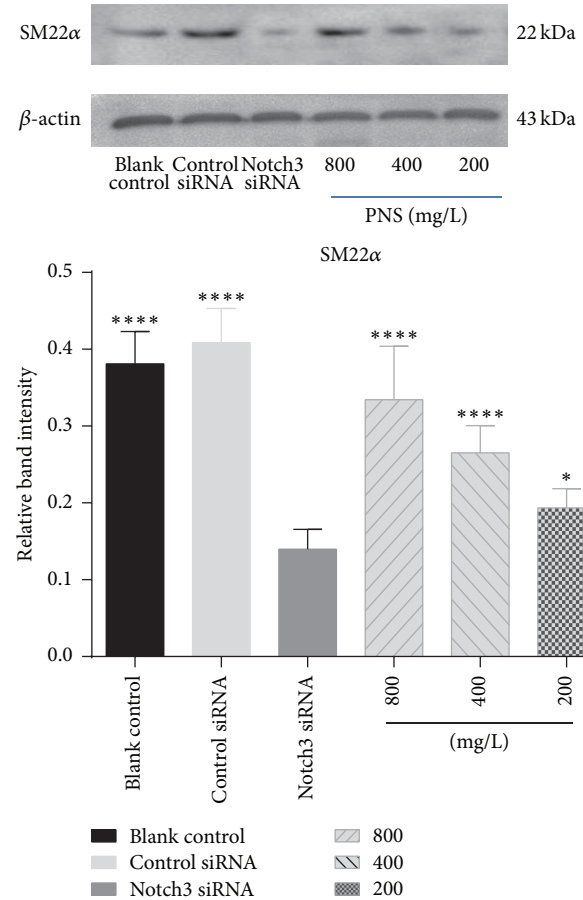 SM22α 22 kDa
β-actin 43 kDa
Blank control Control siRNA Notch3 siRNA 800 400 200
PNS (mg/L)
SM22α
Relative band intensity
0.5
0.4
0.3
0.2
0.1
0.0
**** **** **** **** *
Blank control Control siRNA Notch3 siRNA 800 400 200
(mg/L)
Blank control 800
Control siRNA 400
Notch3 siRNA 200